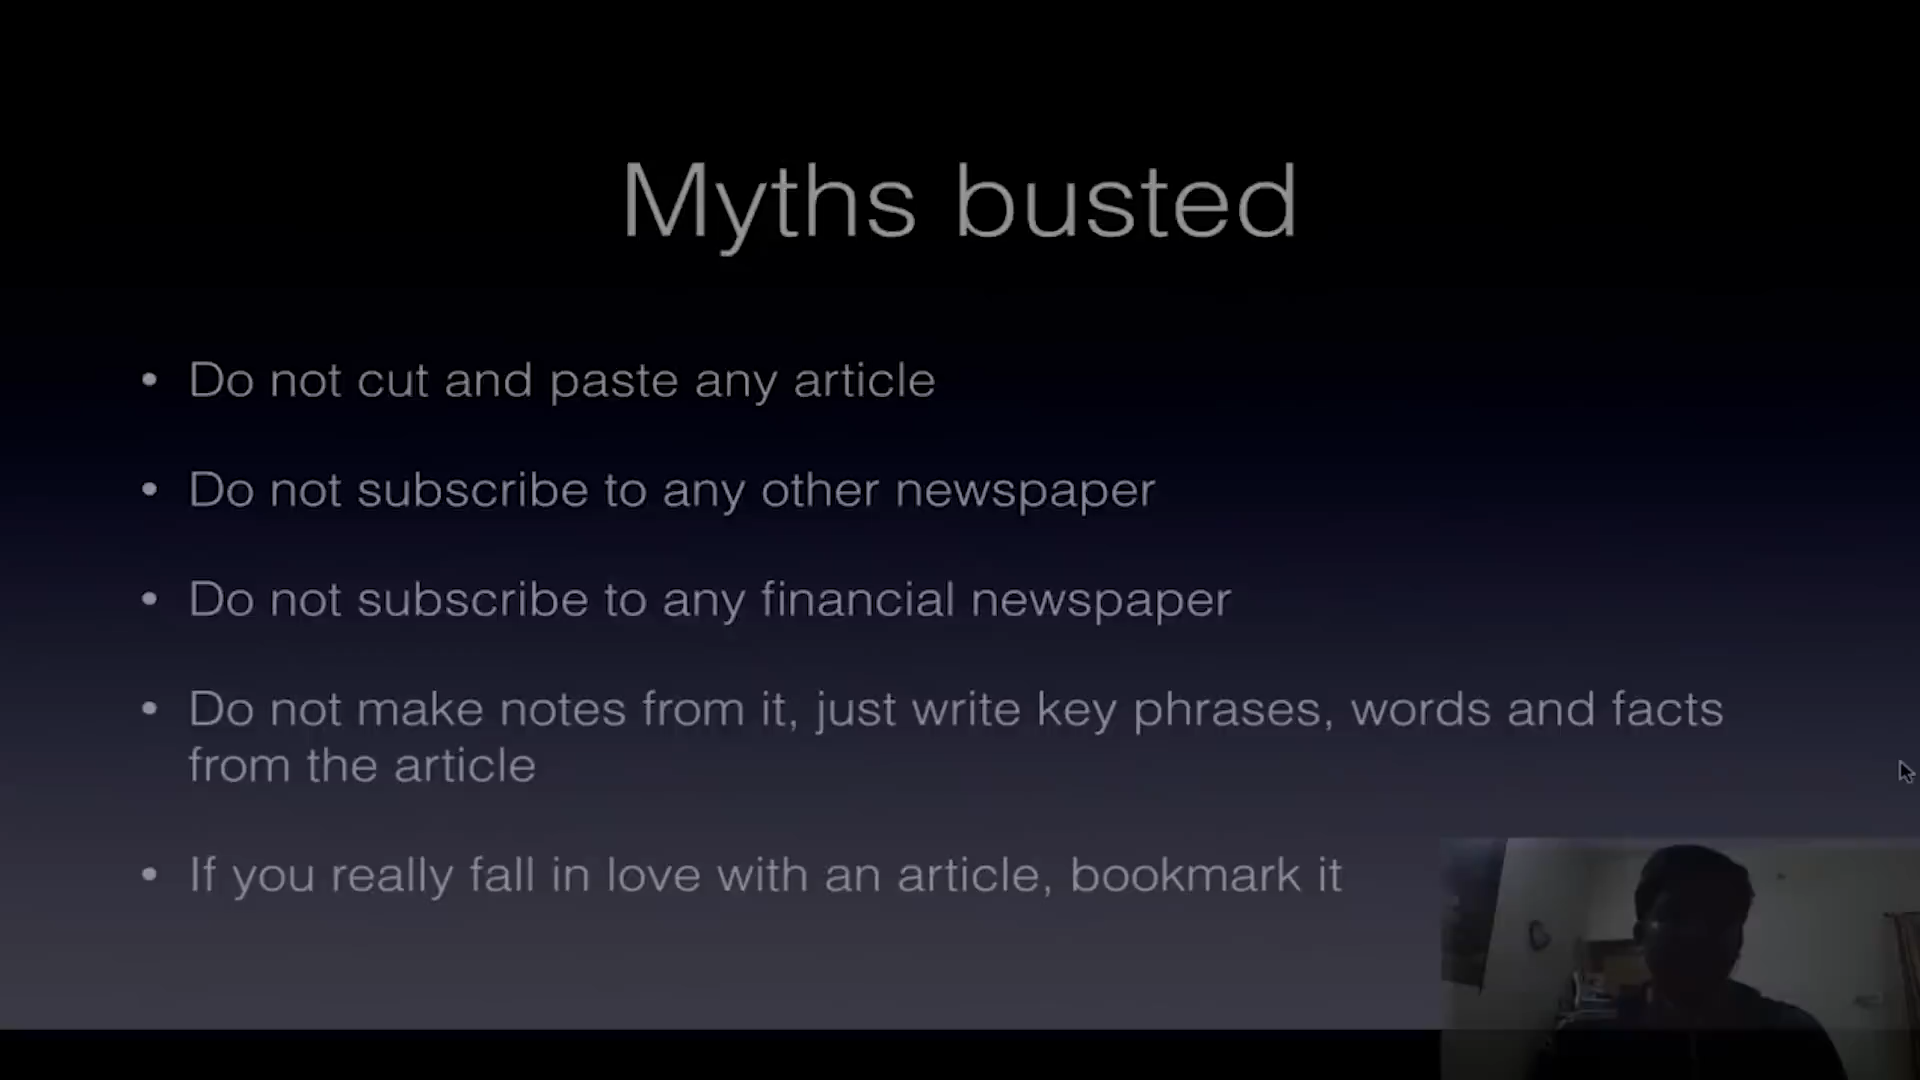 Myths busted
• Do not cut and paste any article
• Do not subscribe to any other newspaper
• Do not subscribe to any financial newspaper
• Do not make notes from it, just write key phrases, words and facts
from the article
• If you really fall in love with an article, bookmark it